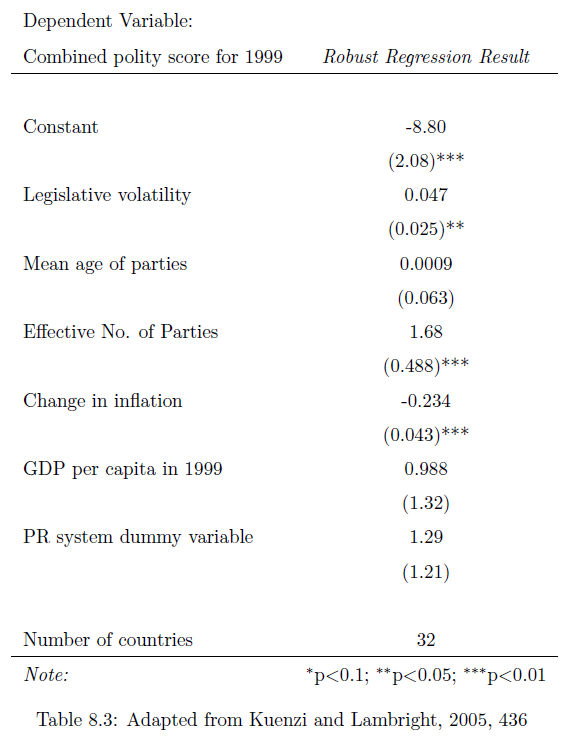 Dependent Variable:
Combined polity score for 1999 Robust Regression Result
Constant -8.80
(2.08)***
Legislative volatility 0.047
(0.025)**
Mean age of parties 0.0009
(0.063)
Effective No. of Parties 1.68
(0.488)***
Change in inflation -0.234
(0.043)***
GDP per capita in 1999 0.988
(1.32)
PR system dummy variable 1.29
(1.21)
Number of countries 32
Note: *p<0.1; **p<0.05; ***p<0.01
Table 8.3: Adapted from Kuenzi and Lambright, 2005, 436